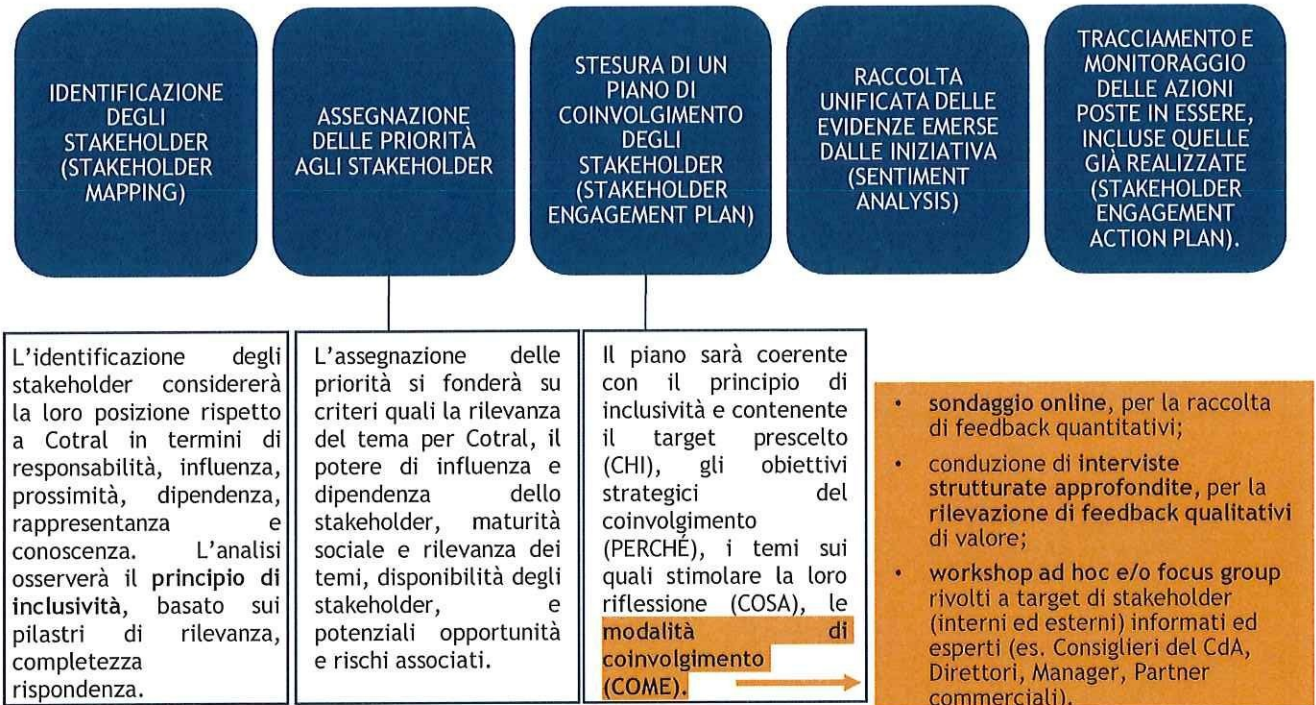 IDENTIFICAZIONE
DEGLI
STAKEHOLDER
(STAKEHOLDER
MAPPING)
ASSEGNAZIONE
DELLE PRIORITÀ
AGLI STAKEHOLDER
STESURA DI UN
PIANO DI
COINVOLGIMENTO
DEGLI
STAKEHOLDER
(STAKEHOLDER
ENGAGEMENT PLAN)
RACCOLTA
UNIFICATA DELLE
EVIDENZE EMERSE
DALLE INIZIATIVA
(SENTIMENT
ANALYSIS)
TRACCIAMENTO E
MONITORAGGIO
DELLE AZIONI
POSTE IN ESSERE,
INCLUSE QUELLE
GIÀ REALIZZATE
(STAKEHOLDER
ENGAGEMENT
ACTION PLAN).
L'identificazione degli
stakeholder considererà
la loro posizione rispetto
a Cotral in termini di
responsabilità, influenza,
prossimità, dipendenza,
rappresentanza e
conoscenza. L'analisi
osserverà il principio di
inclusività, basato sui
pilastri di rilevanza,
completezza
rispondenza.
L'assegnazione delle
priorità si fonderà su
criteri quali la rilevanza
del tema per Cotral, il
potere di influenza e
dipendenza dello
stakeholder, maturità
sociale e rilevanza dei
temi, disponibilità degli
stakeholder, e
potenziali opportunità
e rischi associati.
Il piano sarà coerente
con il principio di
inclusività e contenente
il target prescelto
(CHI), gli obiettivi
strategici del
coinvolgimento
(PERCHÉ), i temi sui
quali stimolare la loro
riflessione (COSA), le
modalità di
coinvolgimento
(COME).
• sondaggio online, per la raccolta
di feedback quantitativi;
• conduzione di interviste
strutturate approfondite, per la
rilevazione di feedback qualitativi
di valore;
• workshop ad hoc e/o focus group
rivolti a target di stakeholder
(interni ed esterni) informati ed
esperti (es. Consiglieri del CdA,
Direttori, Manager, Partner
commerciali).